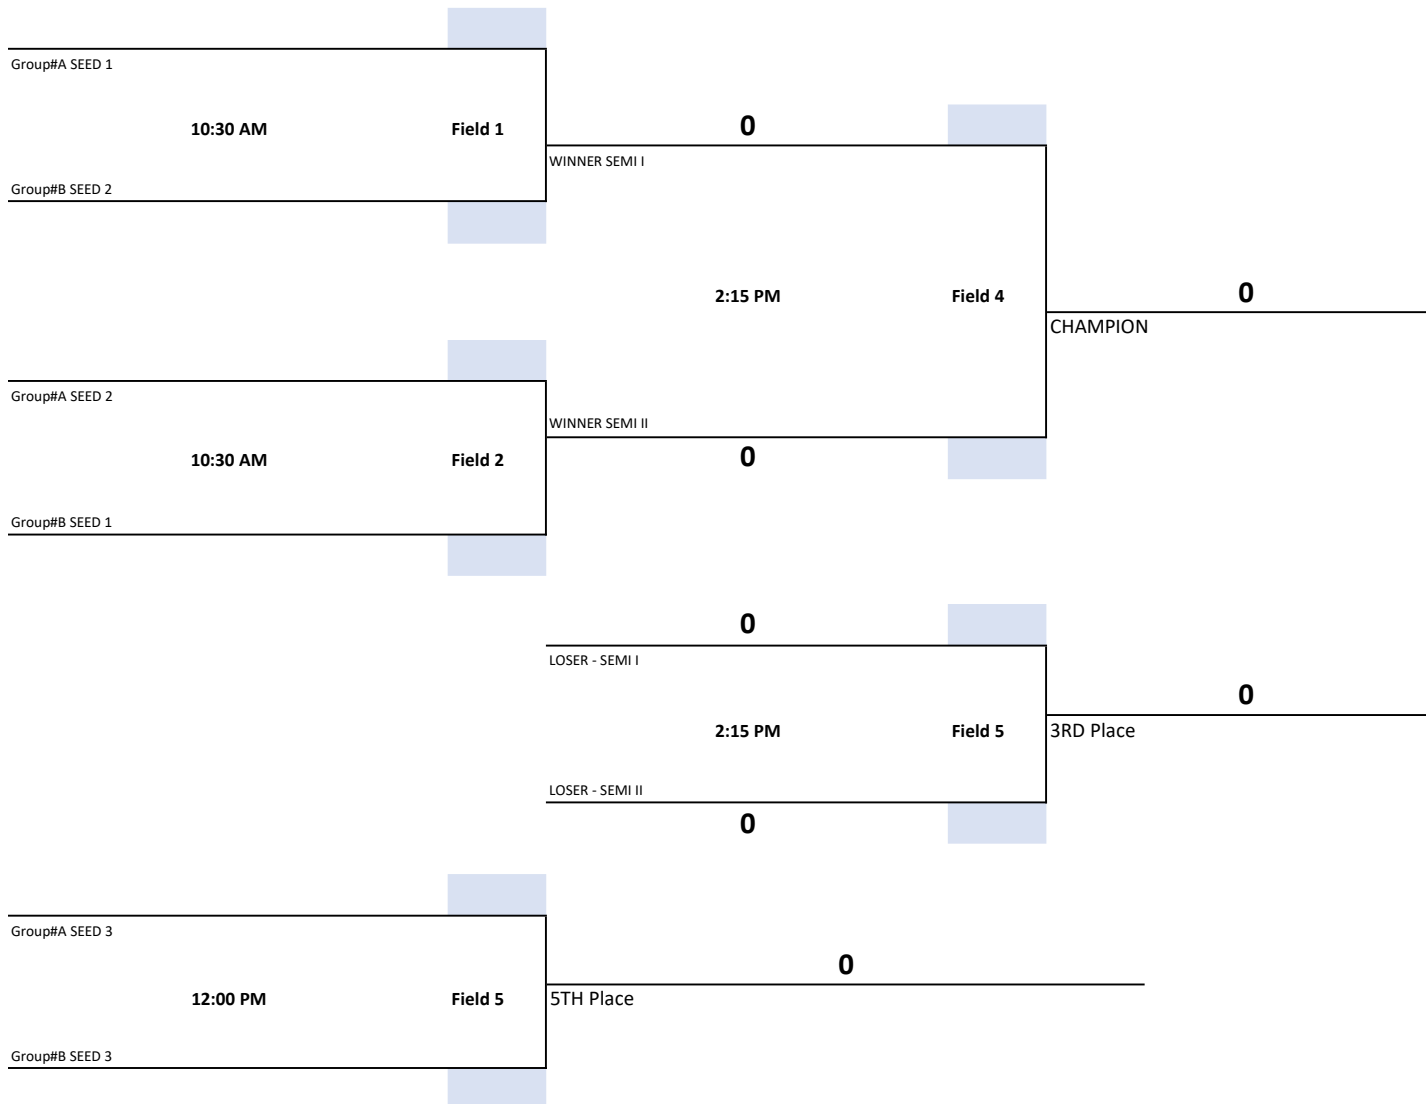 Group#A SEED 1
10:30 AM Field 1
Group#B SEED 2
0
WINNER SEMI I
2:15 PM Field 4
WINNER SEMI II
0
0
CHAMPION
Group#A SEED 2
10:30 AM Field 2
Group#B SEED 1
0
LOSER - SEMI I
2:15 PM Field 5
LOSER - SEMI II
0
0
3RD Place
Group#A SEED 3
12:00 PM Field 5
Group#B SEED 3
0
5TH Place